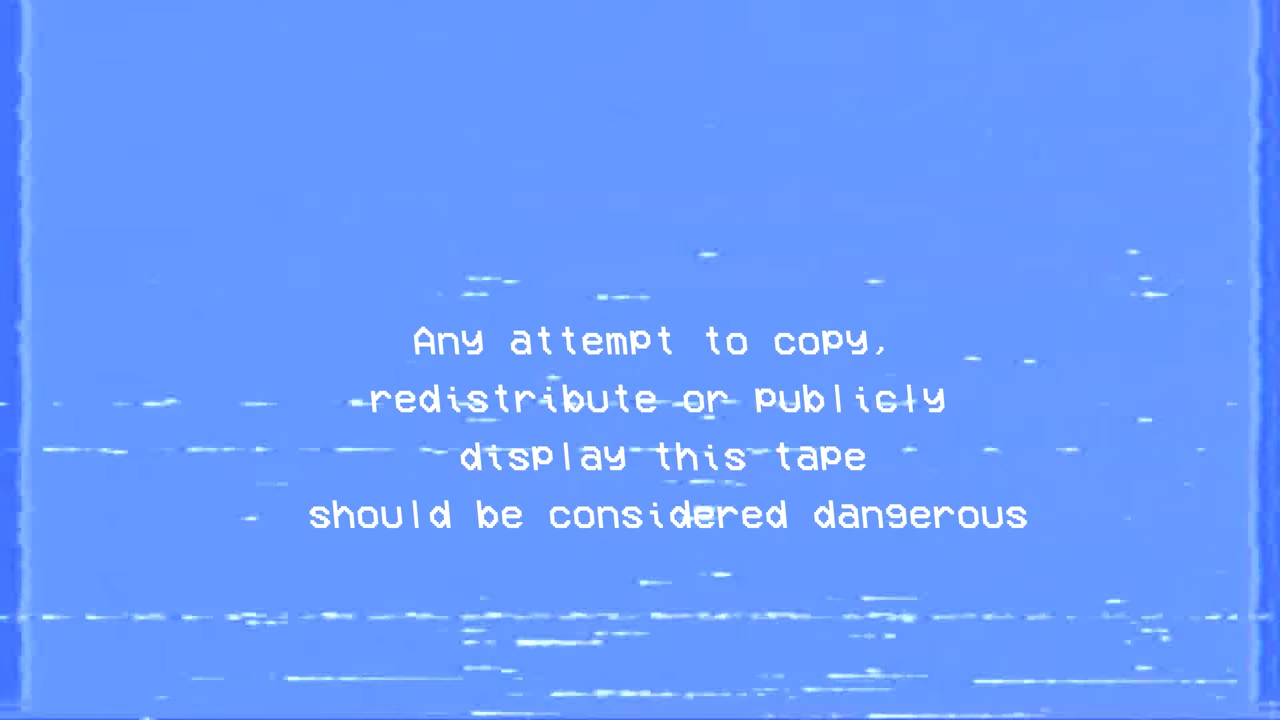 Any attempt to copy,
redistribute or publicly
display this tape
should be considered dangerous